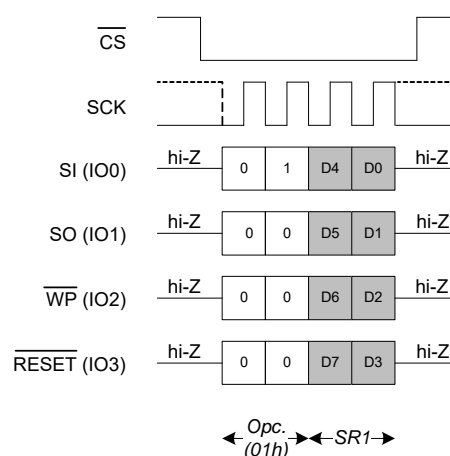 CS
SCK
hi-Z hi-Z
SI (IO0) 0 1 D4 D0
hi-Z hi-Z
SO (IO1) 0 0 D5 D1
hi-Z hi-Z
WP (IO2) 0 0 D6 D2
hi-Z hi-Z
RESET (IO3) 0 0 D7 D3
Opc. SR1
(01h)